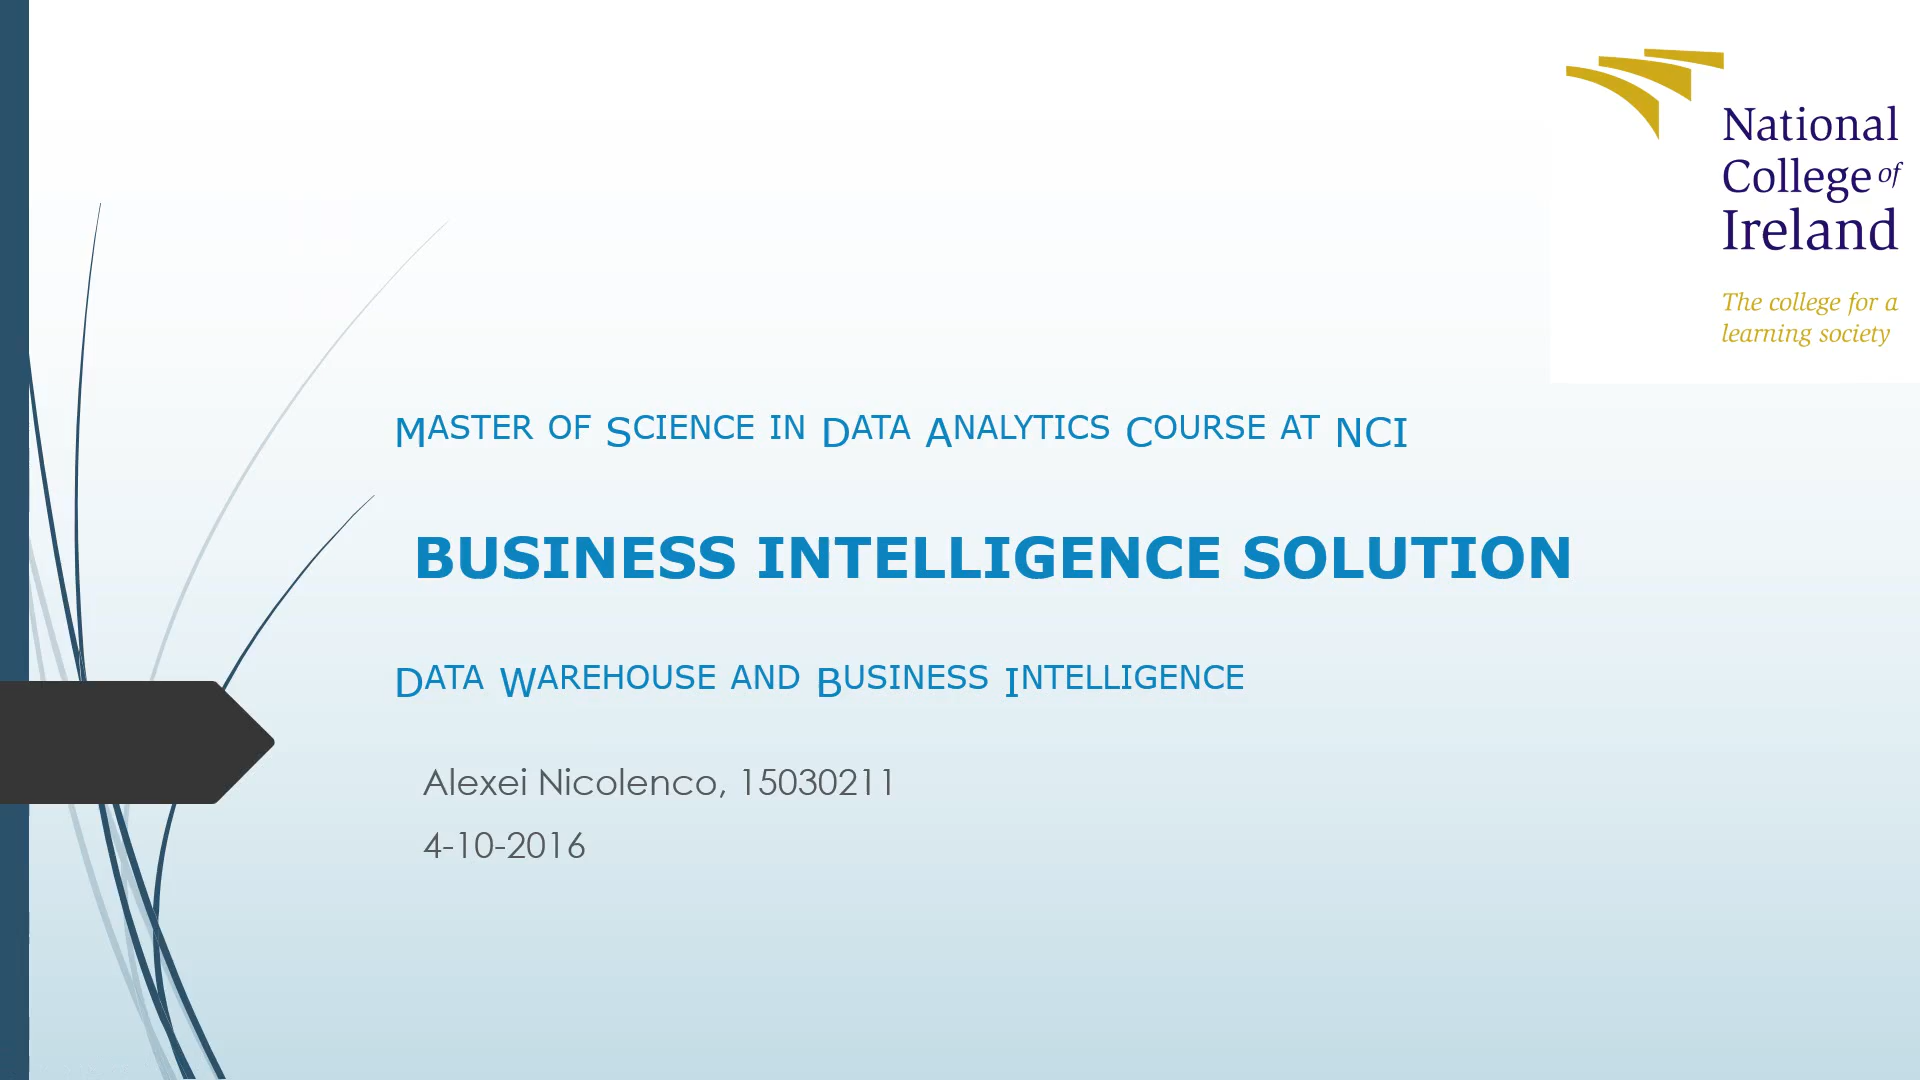 National
College of
Ireland
The college for a
learning society
Master of Science in Data Analytics Course at NCI
BUSINESS INTELLIGENCE SOLUTION
Data Warehouse and Business Intelligence
Alexei Nicolenco, 15030211
4-10-2016